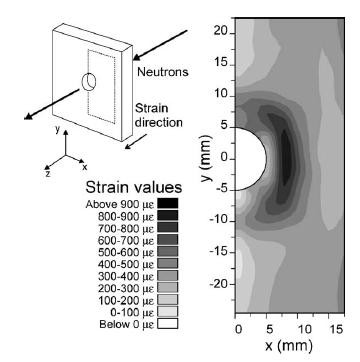 Neutrons
Strain
direction
y
x
z
Strain values
Above 900 με
800-900 με
700-800 με
600-700 με
500-600 με
400-500 με
300-400 με
200-300 με
100-200 με
0-100 με
Below 0 με
20
15
10
5
0
-5
-10
-15
-20
y (mm)
0 5 10 15
x (mm)